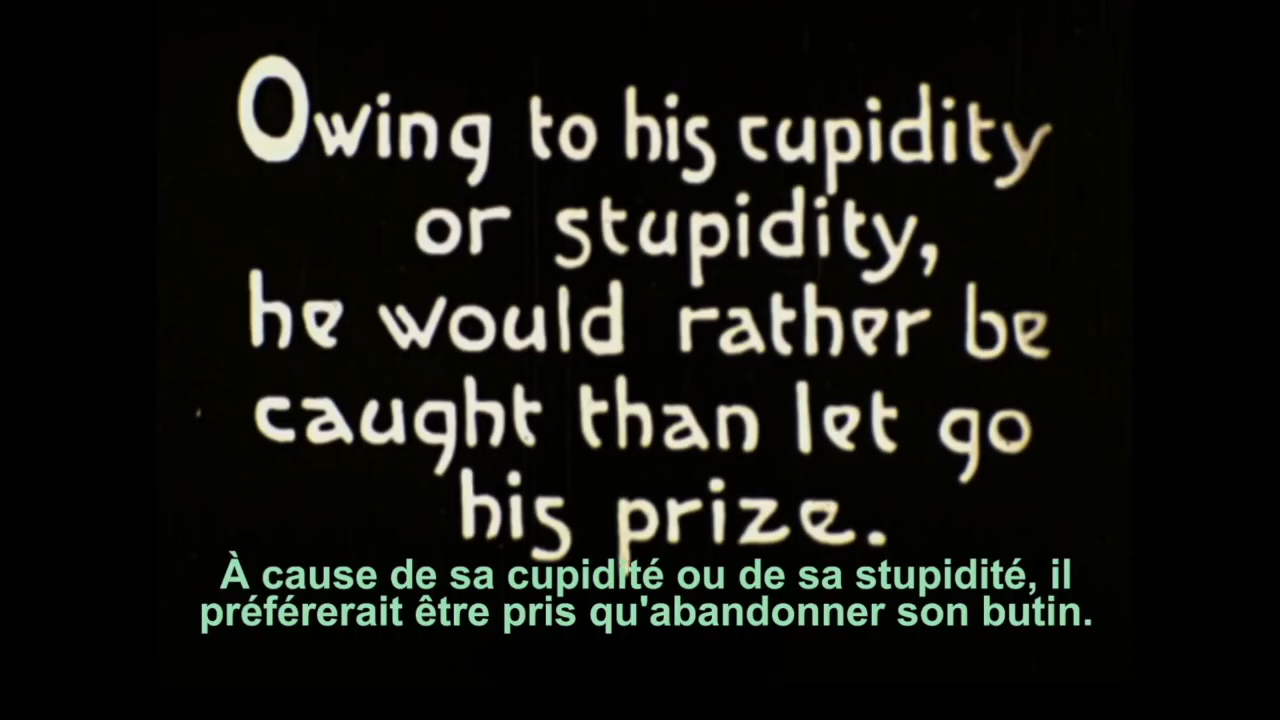 Owing to his cupidity
or stupidity,
he would rather be
caught than let go
his prize.
À cause de sa cupidité ou de sa stupidité, il
préférerait être pris qu'abandonner son butin.